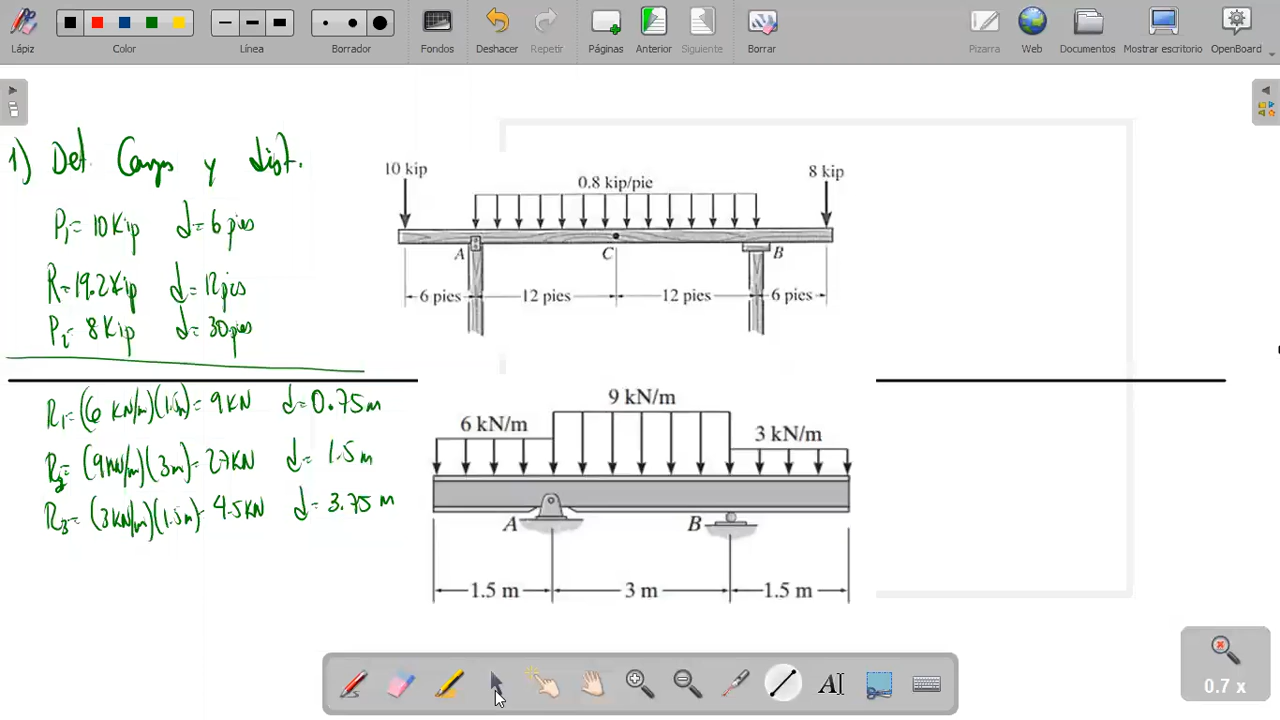 Lápiz
Color
Línea
Borrador
Fondos
Deshacer
Repetir
Páginas
Anterior
Siguiente
Borrar
Pizarra
Web
Documentos
Mostrar escritorio
OpenBoard
1) Det. Cargas y dist.
P₁= 10 Kip d= 6 pies
R= 19.2 Kip d= 12 pies
P₂= 8 Kip d= 30 pies
10 kip
0.8 kip/pie
8 kip
A
C
B
6 pies
12 pies
12 pies
6 pies
R₁= (6 KN/m)(1.5m)= 9 KN d= 0.75 m
R₂= (9 KN/m)(3m)= 27 KN d= 1.5 m
R₃= (3 KN/m)(1.5m)= 4.5 KN d= 3.75 m
9 kN/m
6 kN/m
3 kN/m
A
B
1.5 m
3 m
1.5 m
0.7 x